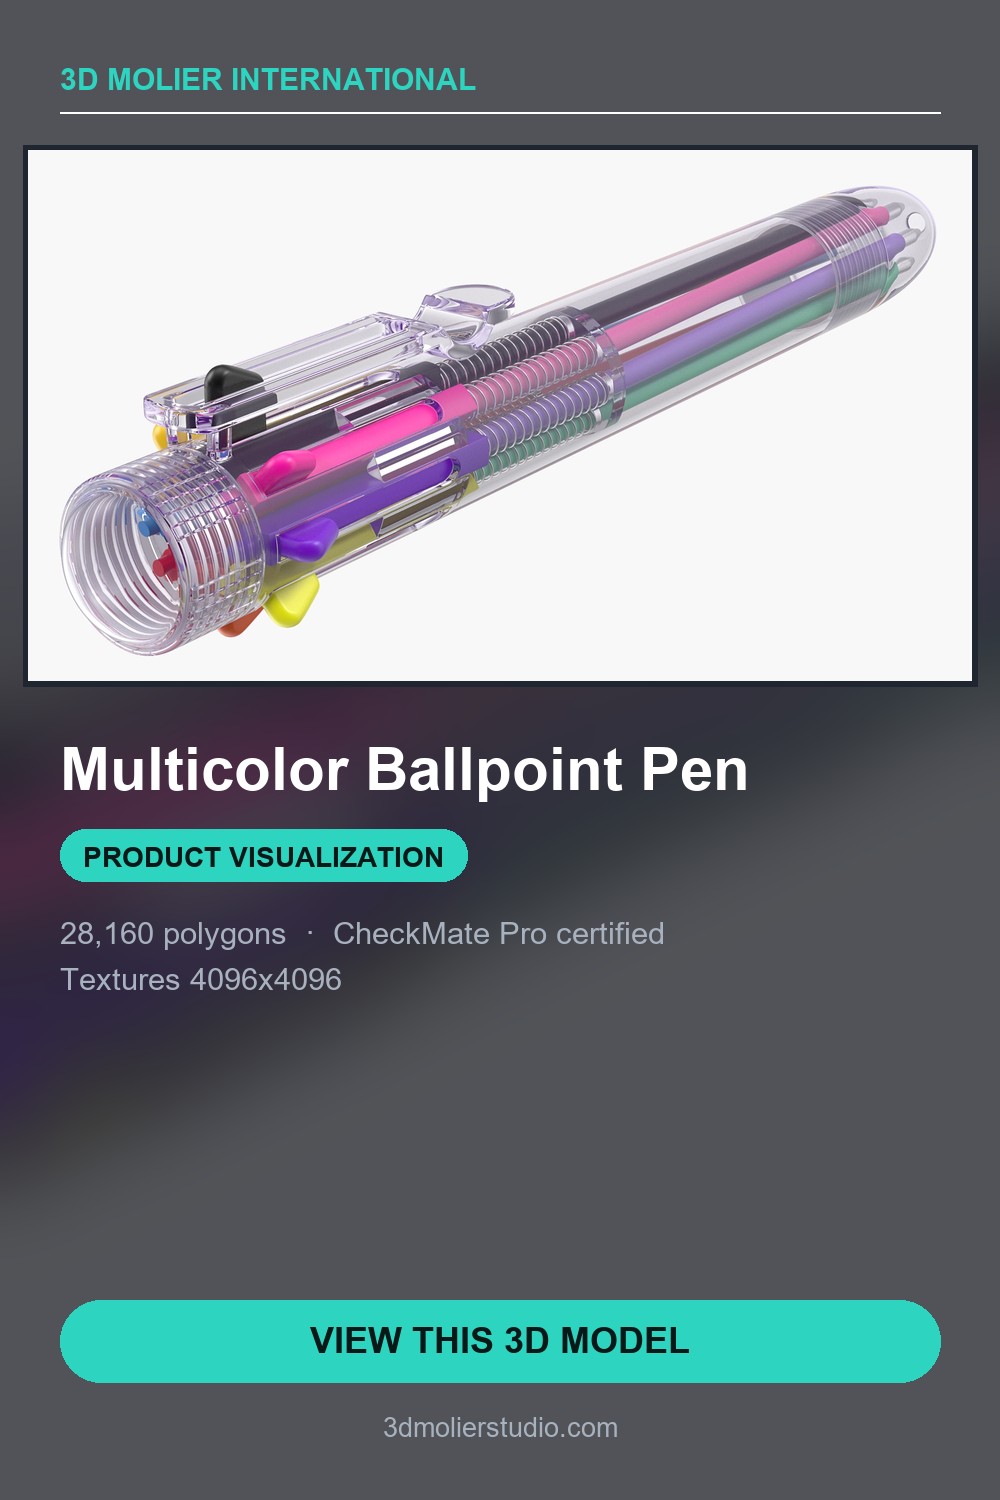 3D MOLIER INTERNATIONAL
Multicolor Ballpoint Pen
PRODUCT VISUALIZATION
28,160 polygons · CheckMate Pro certified
Textures 4096x4096
VIEW THIS 3D MODEL
3dmolierstudio.com